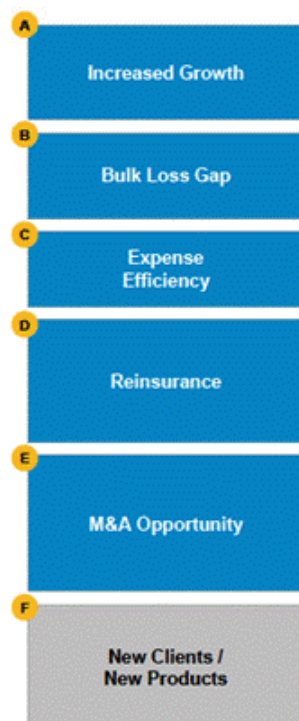 A
Increased Growth
B
Bulk Loss Gap
C
Expense
Efficiency
D
Reinsurance
E
M&A Opportunity
F
New Clients /
New Products